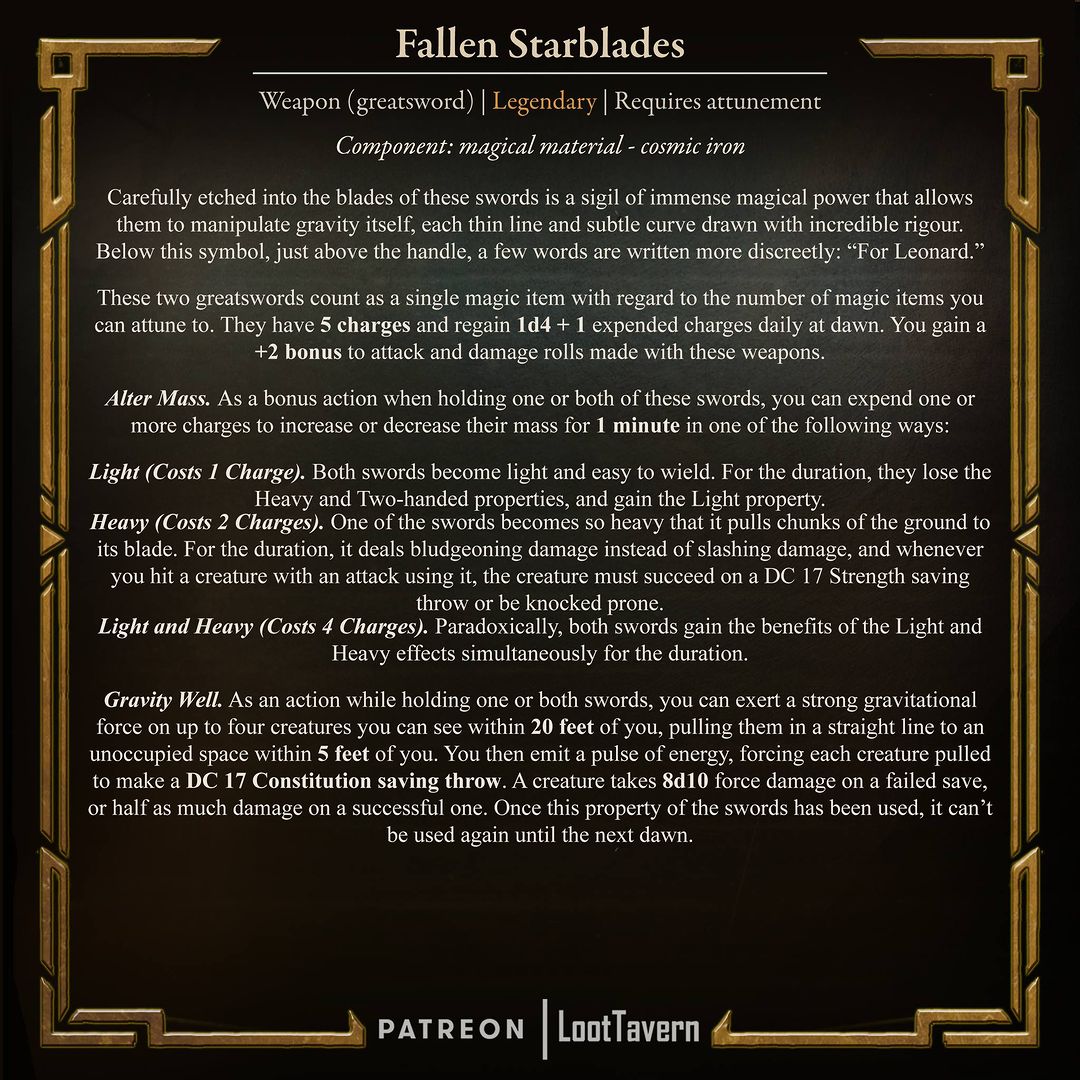 Fallen Starblades
Weapon (greatsword) | Legendary | Requires attunement
Component: magical material - cosmic iron
Carefully etched into the blades of these swords is a sigil of immense magical power that allows
them to manipulate gravity itself, each thin line and subtle curve drawn with incredible rigour.
Below this symbol, just above the handle, a few words are written more discreetly: “For Leonard.”
These two greatswords count as a single magic item with regard to the number of magic items you
can attune to. They have 5 charges and regain 1d4 + 1 expended charges daily at dawn. You gain a
+2 bonus to attack and damage rolls made with these weapons.
Alter Mass. As a bonus action when holding one or both of these swords, you can expend one or
more charges to increase or decrease their mass for 1 minute in one of the following ways:
Light (Costs 1 Charge). Both swords become light and easy to wield. For the duration, they lose the
Heavy and Two-handed properties, and gain the Light property.
Heavy (Costs 2 Charges). One of the swords becomes so heavy that it pulls chunks of the ground to
its blade. For the duration, it deals bludgeoning damage instead of slashing damage, and whenever
you hit a creature with an attack using it, the creature must succeed on a DC 17 Strength saving
throw or be knocked prone.
Light and Heavy (Costs 4 Charges). Paradoxically, both swords gain the benefits of the Light and
Heavy effects simultaneously for the duration.
Gravity Well. As an action while holding one or both swords, you can exert a strong gravitational
force on up to four creatures you can see within 20 feet of you, pulling them in a straight line to an
unoccupied space within 5 feet of you. You then emit a pulse of energy, forcing each creature pulled
to make a DC 17 Constitution saving throw. A creature takes 8d10 force damage on a failed save,
or half as much damage on a successful one. Once this property of the swords has been used, it can’t
be used again until the next dawn.
PATREON | LootTavern